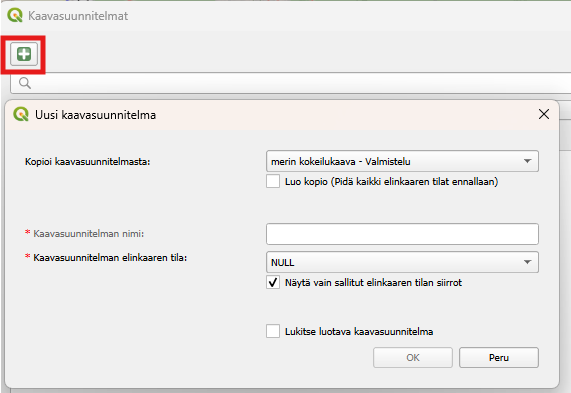 Kaavasuunnitelmat
Uusi kaavasuunnitelma
Kopioi kaavasuunnitelmasta:
merin kokeilukaava - Valmistelu
Luo kopio (Pidä kaikki elinkaaren tilat ennallaan)
* Kaavasuunnitelman nimi:
* Kaavasuunnitelman elinkaaren tila:
NULL
Näytä vain sallitut elinkaaren tilan siirrot
Lukitse luotava kaavasuunnitelma
OK
Peru